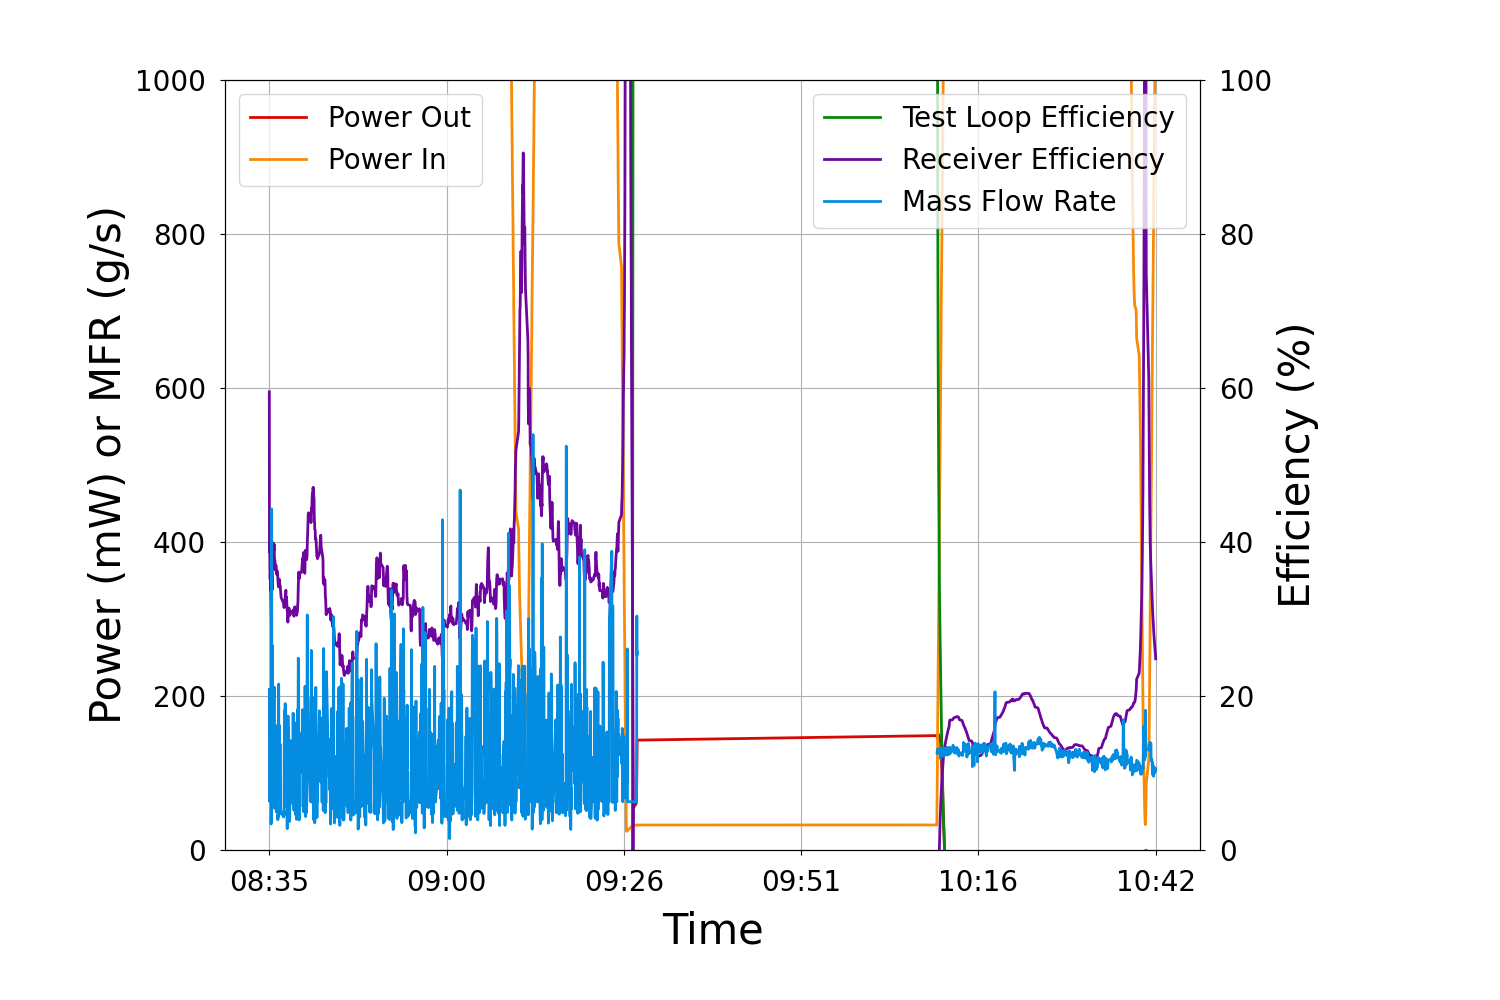 1000
800
600
400
200
0
Power (mW) or MFR (g/s)
Power Out
Power In
Test Loop Efficiency
Receiver Efficiency
Mass Flow Rate
100
80
60
40
20
0
Efficiency (%)
08:35 09:00 09:26 09:51 10:16 10:42
Time